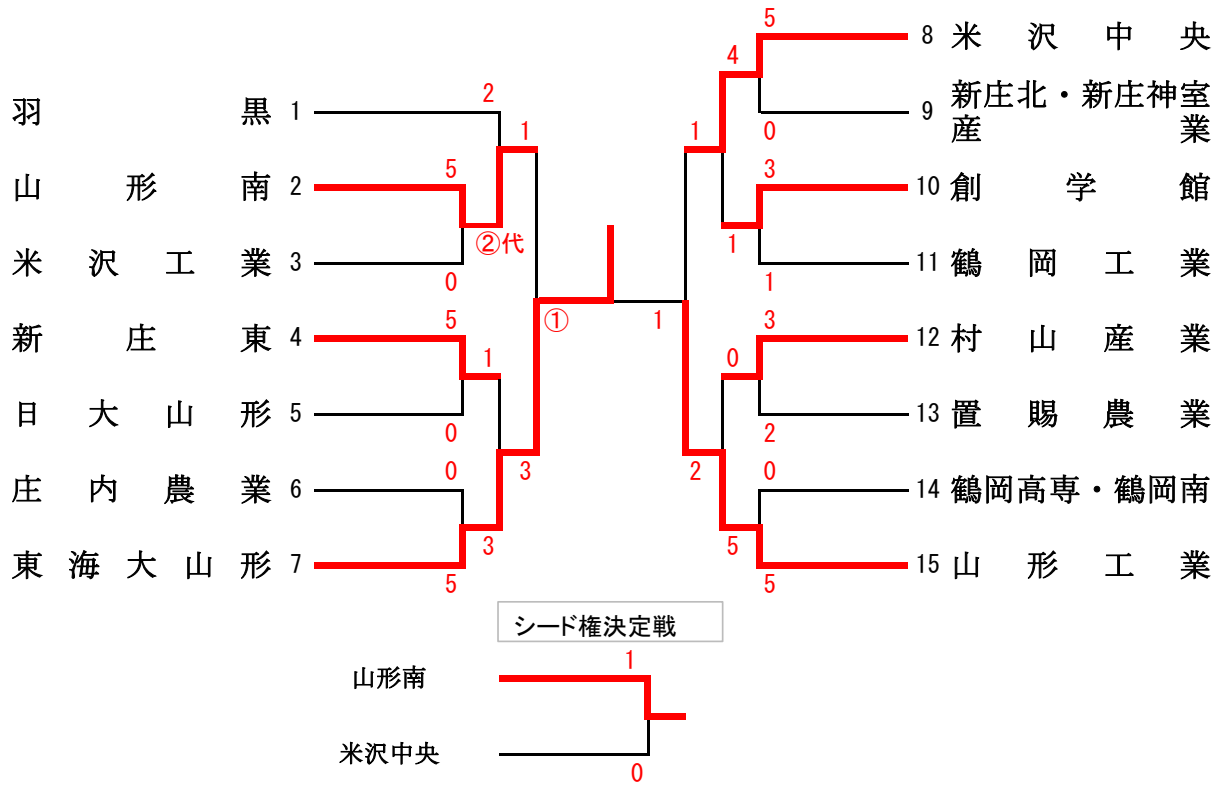 羽黒 1
山形南 2
米沢工業 3
新庄東 4
日大山形 5
庄内農業 6
東海大山形 7
2
5
0
②代
1
5
1
0
0
3
5
3
①
1
5
4
0
1
3
1
1
3
0
2
2
0
5
5
8 米沢中央
9 新庄北・新庄神室
産業
10 創学館
11 鶴岡工業
12 村山産業
13 置賜農業
14 鶴岡高専・鶴岡南
15 山形工業
シード権決定戦
山形南
1
米沢中央
0